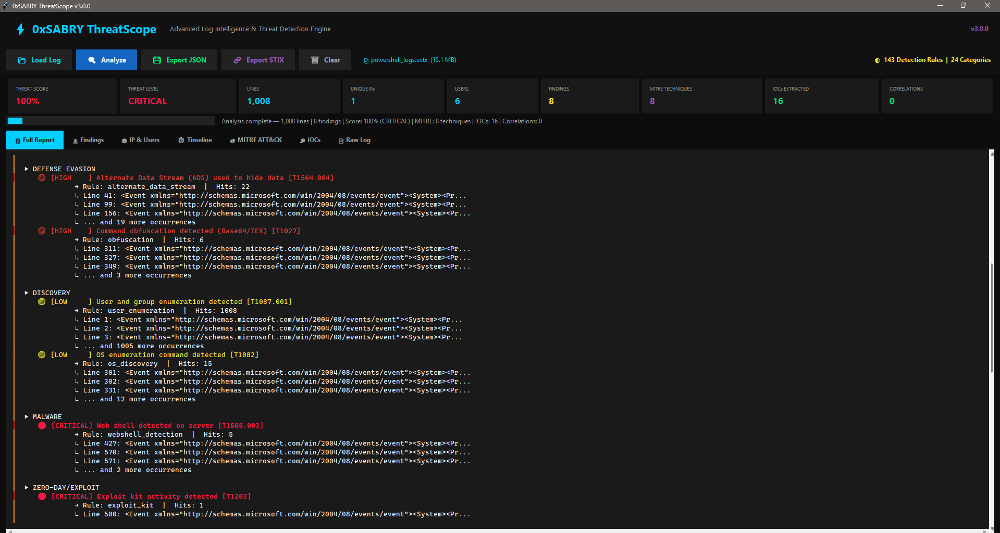 0xSABRY ThreatScope v3.0.0
0xSABRY ThreatScope
Advanced Log Intelligence & Threat Detection Engine
v3.0.0
Load Log
Analyze
Export JSON
Export STIX
Clear
powershell_logs.evtx (15.1 MB)
143 Detection Rules | 24 Categories
THREAT SCORE
100%
THREAT LEVEL
CRITICAL
LINES
1,008
UNIQUE IPs
1
USERS
6
FINDINGS
8
MITRE TECHNIQUES
8
IOCs EXTRACTED
16
CORRELATIONS
0
Analysis complete — 1,008 lines | 8 findings | Score: 100% (CRITICAL) | MITRE: 8 techniques | IOCs: 16 | Correlations: 0
Full Report
Findings
IP & Users
Timeline
MITRE ATT&CK
IOCs
Raw Log
► DEFENSE EVASION
[HIGH    ] Alternate Data Stream (ADS) used to hide data [T1564.004]
→ Rule: alternate_data_stream  |  Hits: 22
↳ Line 41: <Event xmlns="http://schemas.microsoft.com/win/2004/08/events/event"><System><Pr...
↳ Line 99: <Event xmlns="http://schemas.microsoft.com/win/2004/08/events/event"><System><Pr...
↳ Line 156: <Event xmlns="http://schemas.microsoft.com/win/2004/08/events/event"><System><Pr...
↳ ... and 19 more occurrences
[HIGH    ] Command obfuscation detected (Base64/IEX) [T1027]
→ Rule: obfuscation  |  Hits: 6
↳ Line 311: <Event xmlns="http://schemas.microsoft.com/win/2004/08/events/event"><System><Pr...
↳ Line 327: <Event xmlns="http://schemas.microsoft.com/win/2004/08/events/event"><System><Pr...
↳ Line 349: <Event xmlns="http://schemas.microsoft.com/win/2004/08/events/event"><System><Pr...
↳ ... and 3 more occurrences
► DISCOVERY
[LOW     ] User and group enumeration detected [T1087.001]
→ Rule: user_enumeration  |  Hits: 1008
↳ Line 1: <Event xmlns="http://schemas.microsoft.com/win/2004/08/events/event"><System><Pr...
↳ Line 2: <Event xmlns="http://schemas.microsoft.com/win/2004/08/events/event"><System><Pr...
↳ Line 3: <Event xmlns="http://schemas.microsoft.com/win/2004/08/events/event"><System><Pr...
↳ ... and 1005 more occurrences
[LOW     ] OS enumeration command detected [T1082]
→ Rule: os_discovery  |  Hits: 15
↳ Line 301: <Event xmlns="http://schemas.microsoft.com/win/2004/08/events/event"><System><Pr...
↳ Line 302: <Event xmlns="http://schemas.microsoft.com/win/2004/08/events/event"><System><Pr...
↳ Line 331: <Event xmlns="http://schemas.microsoft.com/win/2004/08/events/event"><System><Pr...
↳ ... and 12 more occurrences
► MALWARE
[CRITICAL] Web shell detected on server [T1505.003]
→ Rule: webshell_detection  |  Hits: 5
↳ Line 427: <Event xmlns="http://schemas.microsoft.com/win/2004/08/events/event"><System><Pr...
↳ Line 570: <Event xmlns="http://schemas.microsoft.com/win/2004/08/events/event"><System><Pr...
↳ Line 571: <Event xmlns="http://schemas.microsoft.com/win/2004/08/events/event"><System><Pr...
↳ ... and 2 more occurrences
► ZERO-DAY/EXPLOIT
[CRITICAL] Exploit kit activity detected [T1203]
→ Rule: exploit_kit  |  Hits: 1
↳ Line 500: <Event xmlns="http://schemas.microsoft.com/win/2004/08/events/event"><System><Pr...